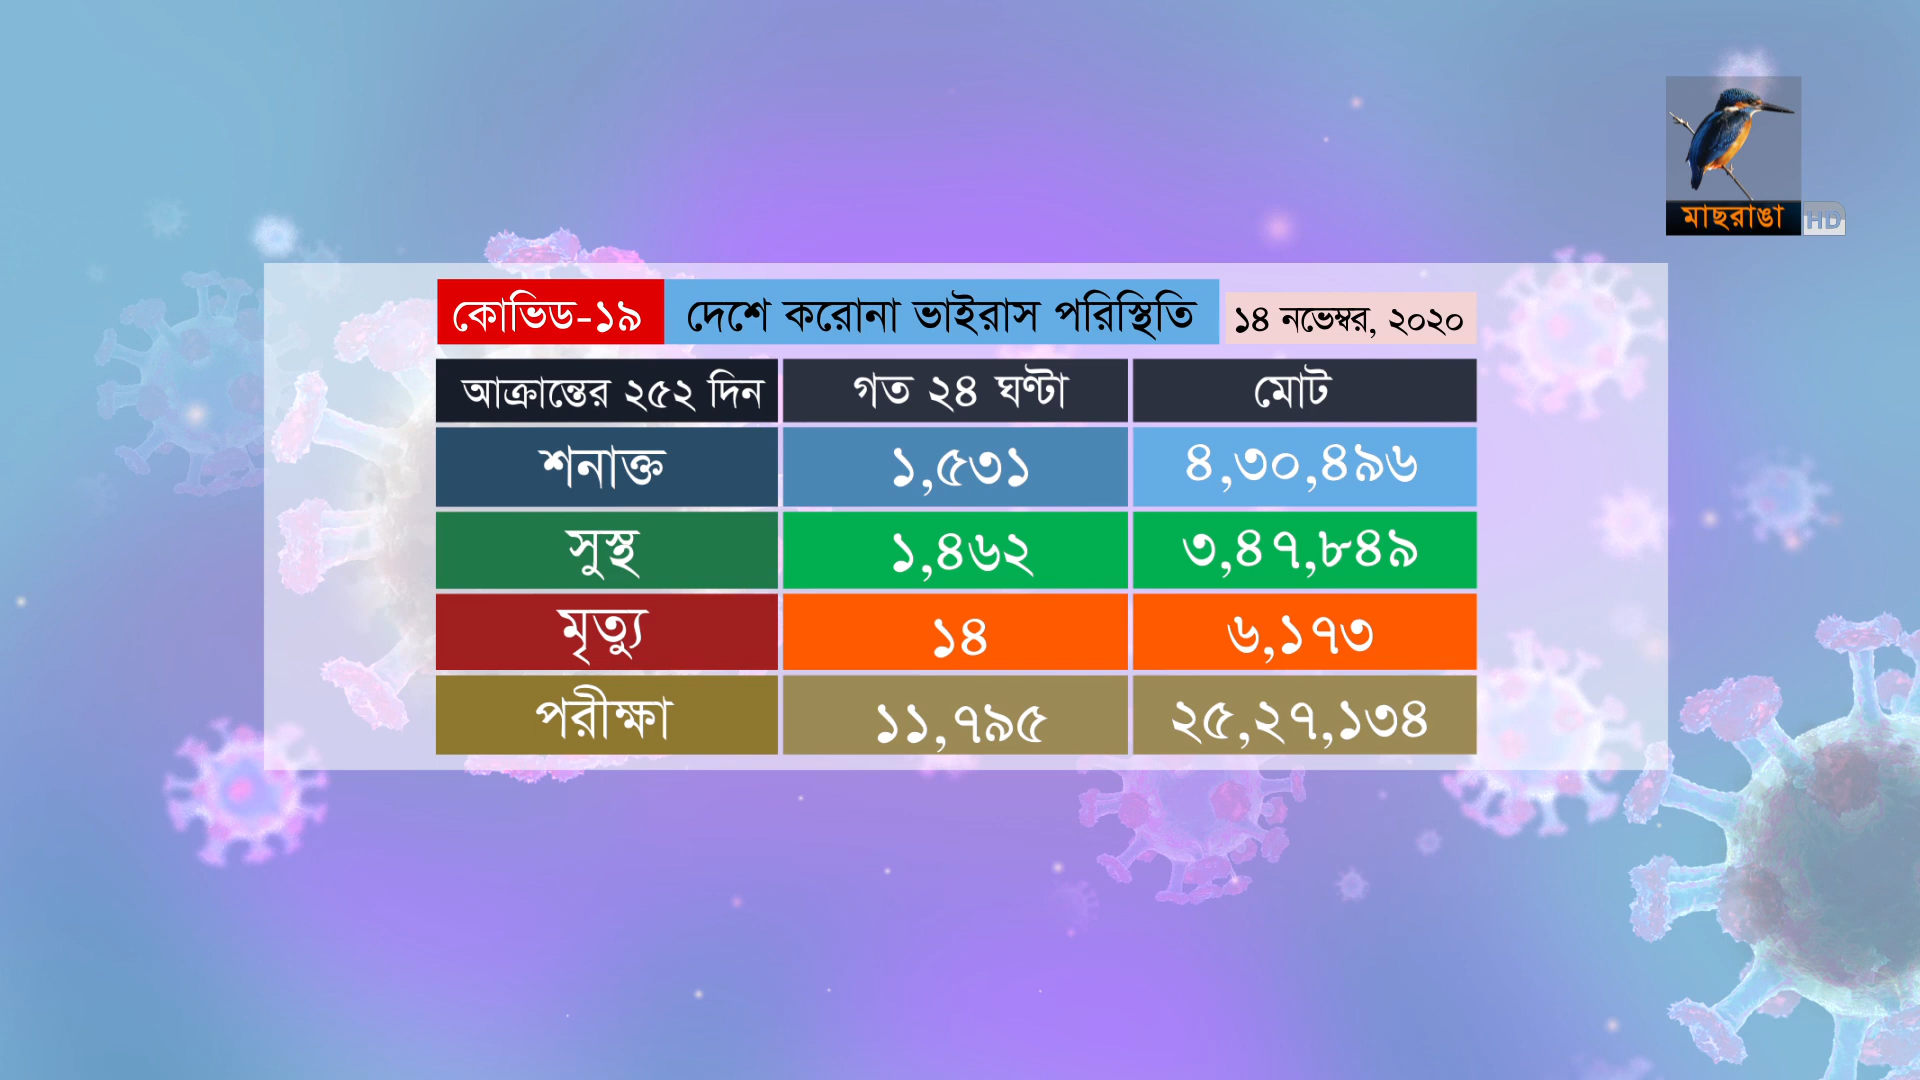 মাছরাঙা HD
কোভিড-১৯ দেশে করোনা ভাইরাস পরিস্থিতি ১৪ নভেম্বর, ২০২০
আক্রান্তের ২৫২ দিন গত ২৪ ঘণ্টা মোট
শনাক্ত ১,৫৩১ ৪,৩০,৪৯৬
সুস্থ ১,৪৬২ ৩,৪৭,৮৪৯
মৃত্যু ১৪ ৬,১৭৩
পরীক্ষা ১১,৭৯৫ ২৫,২৭,১৩৪